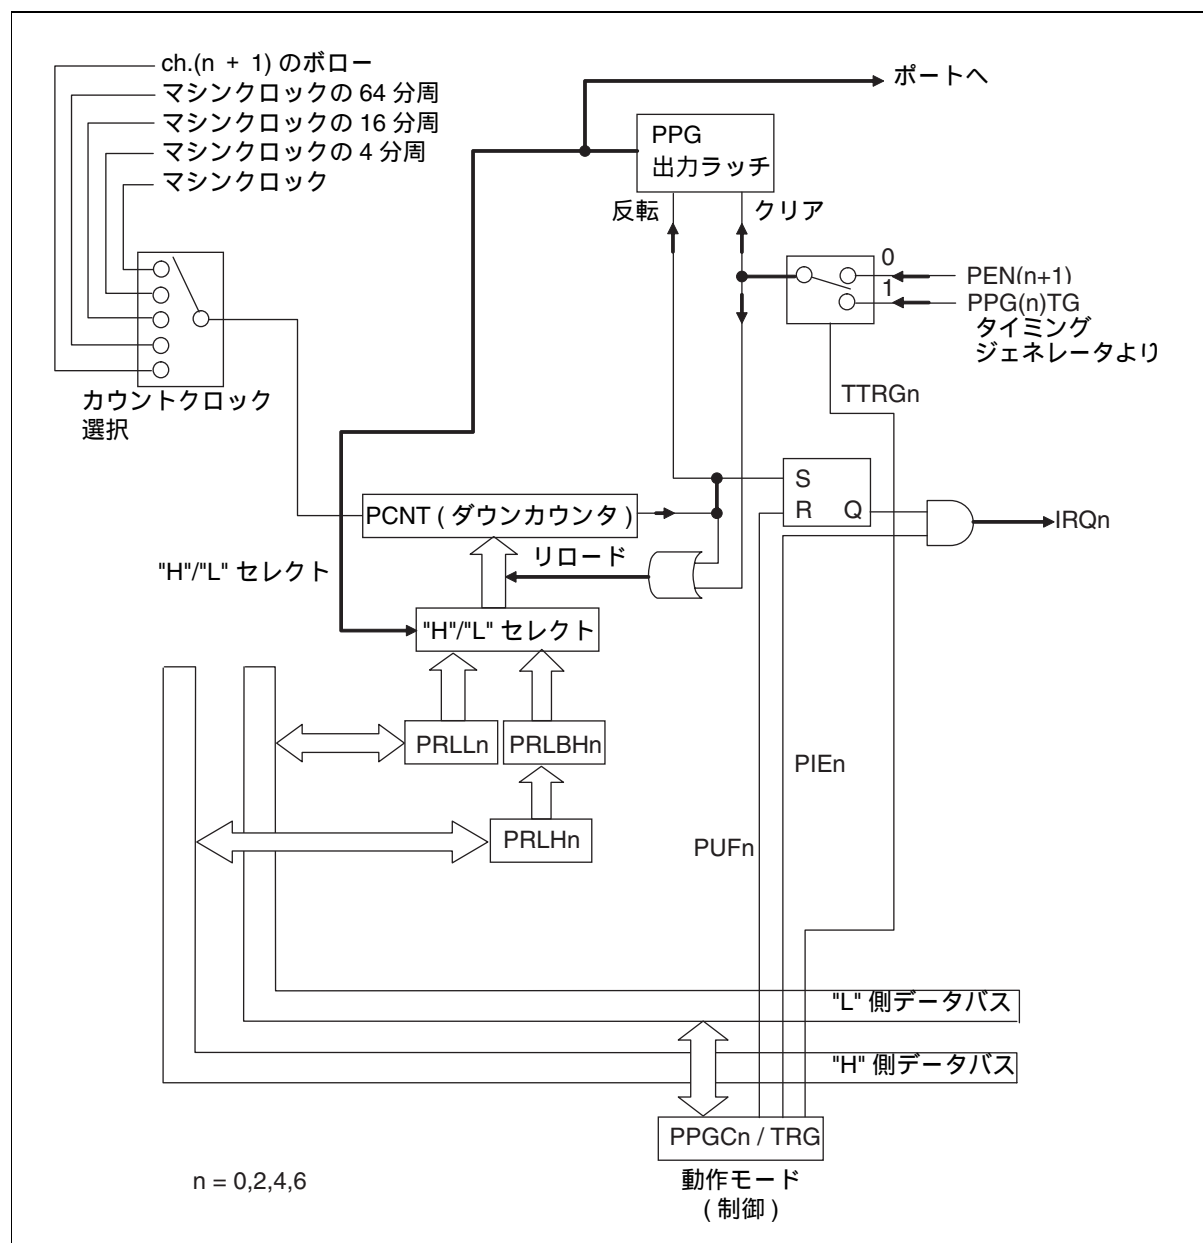 ch.(n + 1) のボロー
マシンクロックの 64 分周
マシンクロックの 16 分周
マシンクロックの 4 分周
マシンクロック
ポートへ
PPG
出力ラッチ
反転
クリア
0
1
PEN(n+1)
PPG(n)TG
タイミング
ジェネレータより
カウントクロック
選択
TTRGn
S
R
Q
PCNT ( ダウンカウンタ )
IRQn
リロード
"H"/"L" セレクト
"H"/"L" セレクト
PRLLn
PRLBHn
PIEn
PRLHn
PUFn
"L" 側データバス
"H" 側データバス
PPGCn / TRG
動作モード
( 制御 )
n = 0,2,4,6